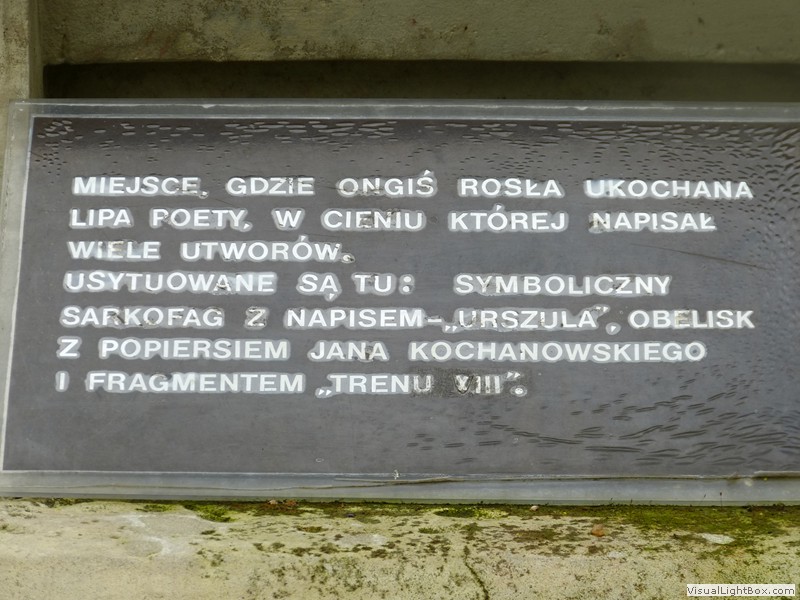 MIEJSCE, GDZIE ONGIŚ ROSŁA UKOCHANA
LIPA POETY, W CIENIU KTÓREJ NAPISAŁ
WIELE UTWORÓW.
USYTUOWANE SĄ TU: SYMBOLICZNY
SARKOFAG Z NAPISEM-„URSZULA”, OBELISK
Z POPIERSIEM JANA KOCHANOWSKIEGO
I FRAGMENTEM „TRENU VIII”.
VisualLightBox.com